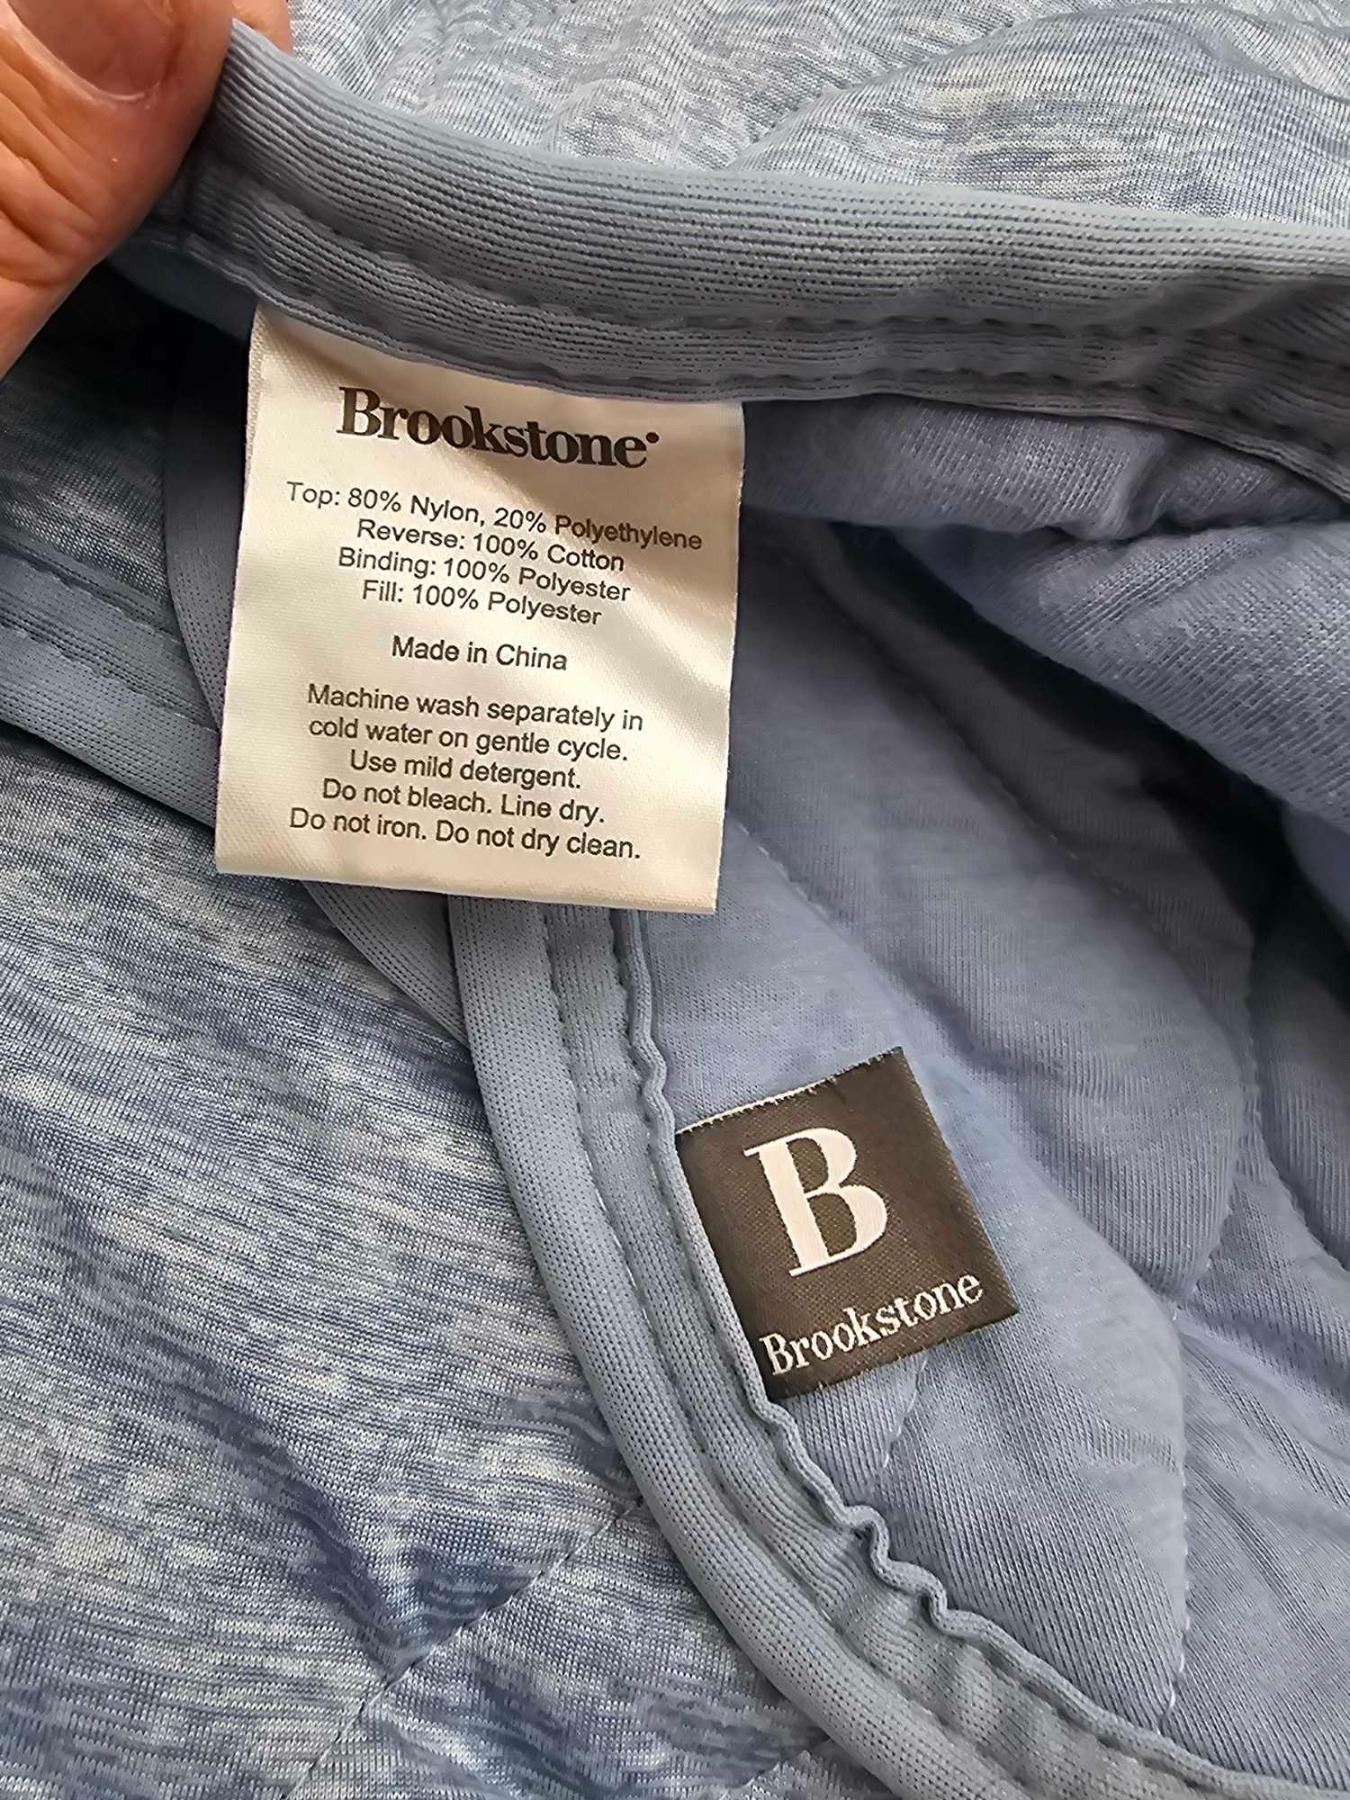 Brookstone
Top: 80% Nylon, 20% Polyethylene
Reverse: 100% Cotton
Binding: 100% Polyester
Fill: 100% Polyester
Made in China
Machine wash separately in
cold water on gentle cycle.
Use mild detergent.
Do not bleach. Line dry.
Do not iron. Do not dry clean.
B
Brookstone